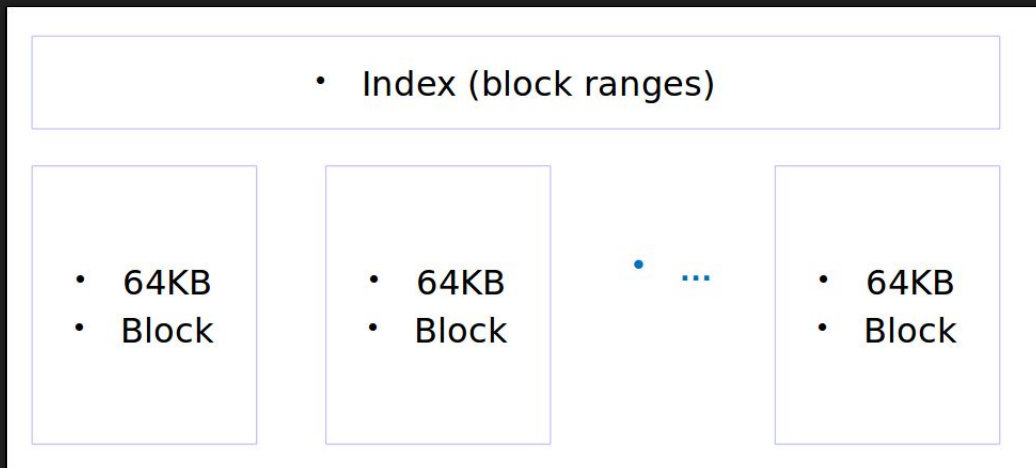 • Index (block ranges)
• 64KB
• Block
• 64KB
• Block
• ...
• 64KB
• Block